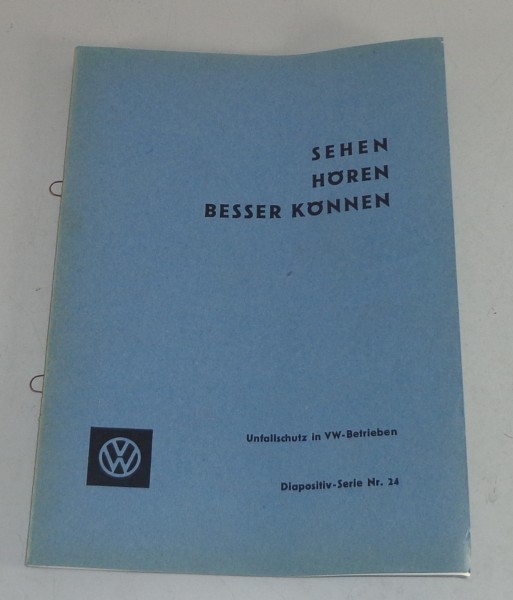 SEHEN
HÖREN
BESSER KÖNNEN
Unfallschutz in VW-Betrieben
Diapositiv-Serie Nr. 24
VW